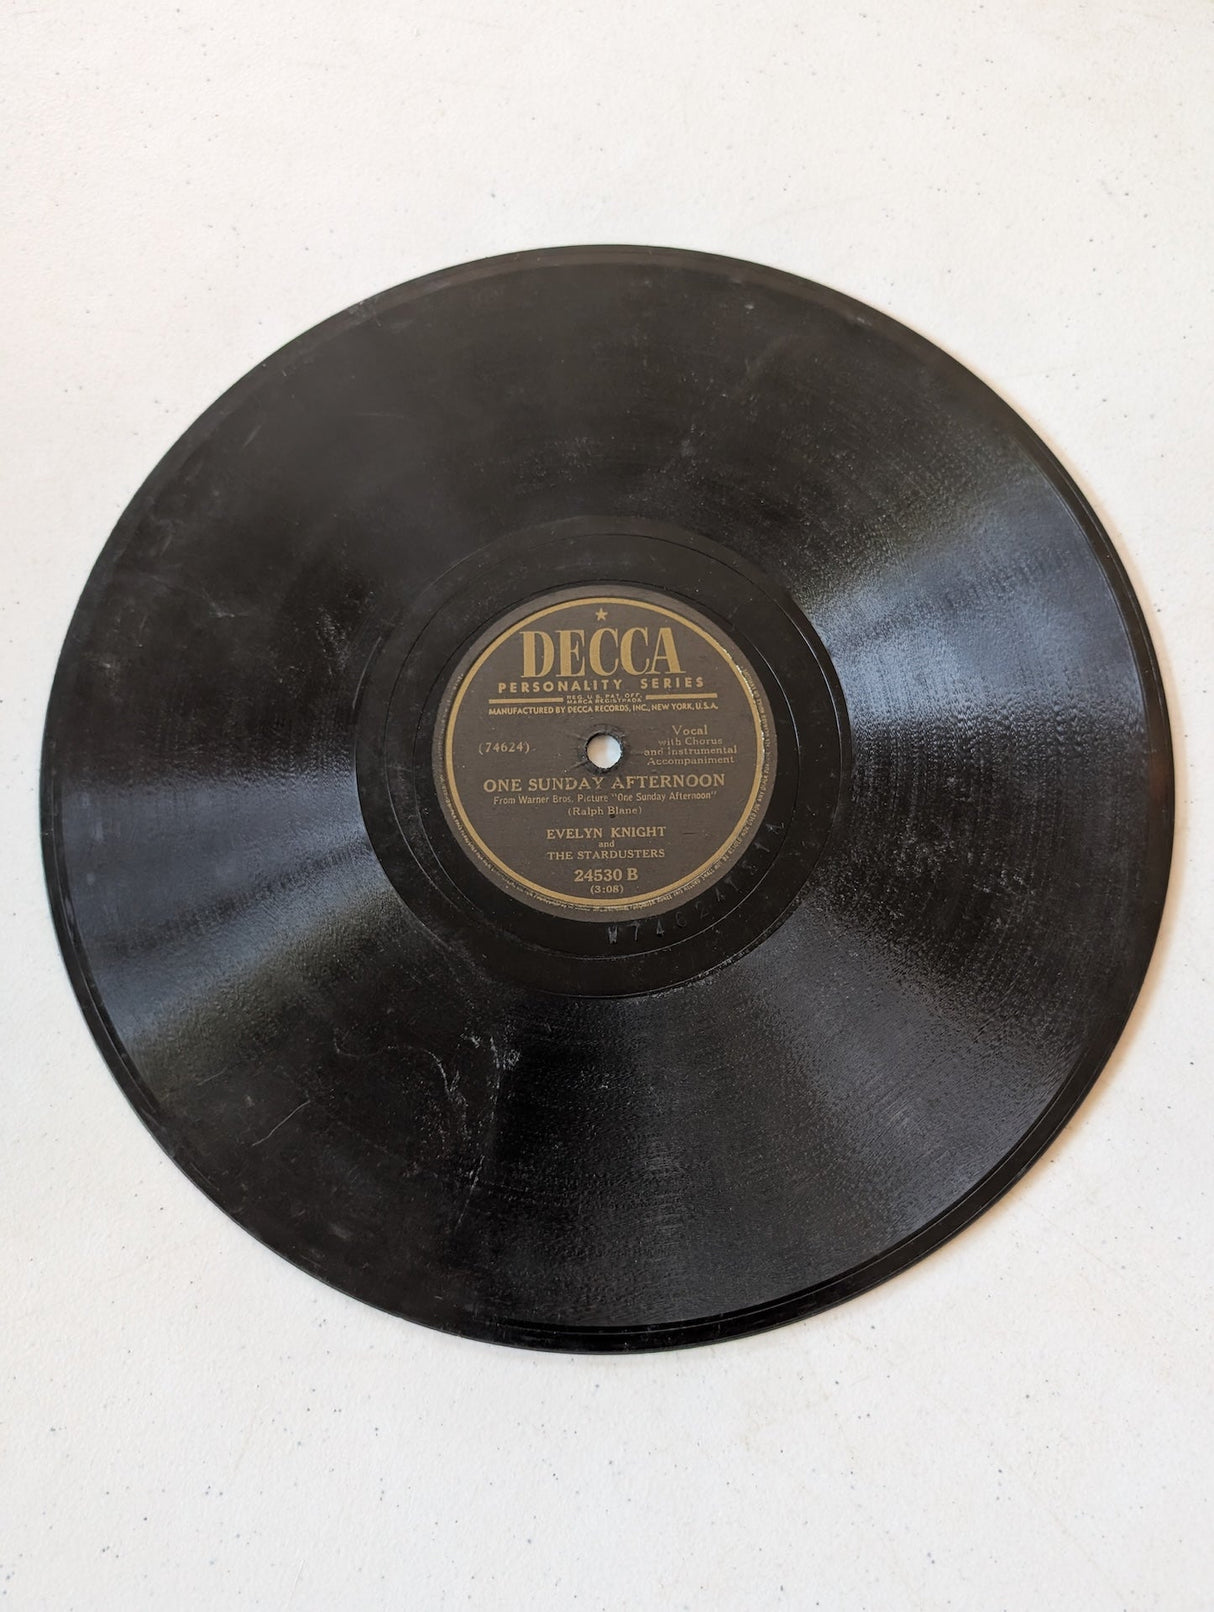 DECCA
PERSONALITY SERIES
REG. U.S. PAT. OFF.
MARCA REGISTRADA
MANUFACTURED BY DECCA RECORDS, INC., NEW YORK, U.S.A.
(74624)
Vocal
with Chorus
and Instrumental
Accompaniment
ONE SUNDAY AFTERNOON
From Warner Bros. Picture "One Sunday Afternoon"
(Ralph Blane)
EVELYN KNIGHT
and
THE STARDUSTERS
24530 B
(3:08)